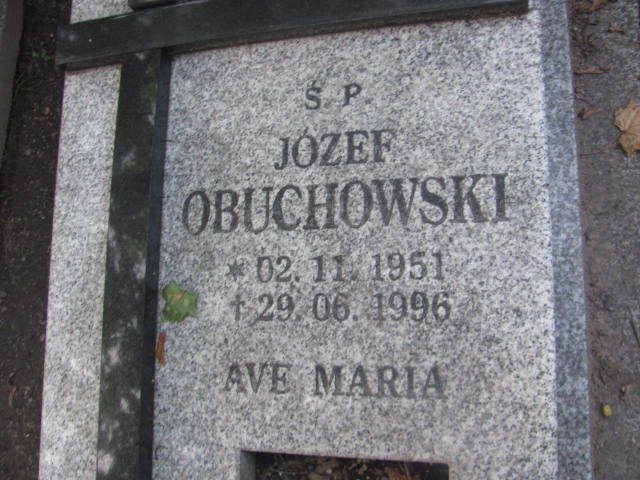 Ś. P.
JÓZEF
OBUCHOWSKI
* 02. 11. 1951
† 29. 06. 1996
AVE MARIA